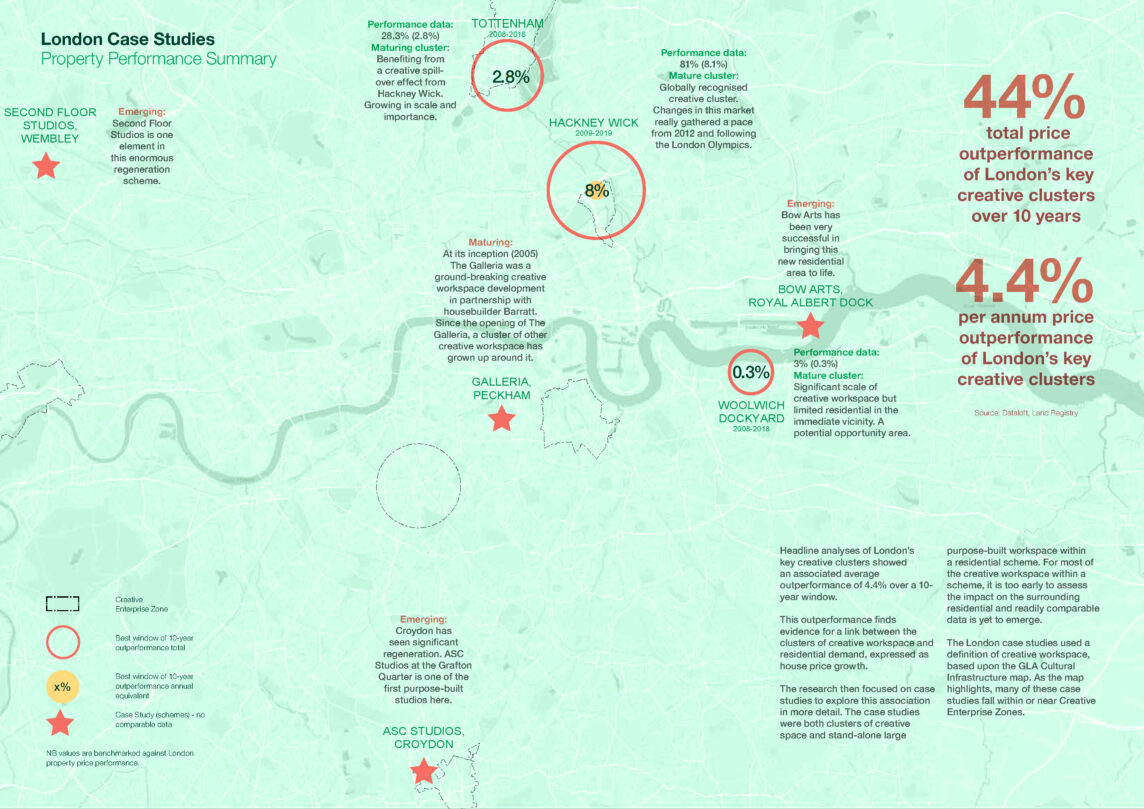 London Case Studies
Property Performance Summary
SECOND FLOOR
STUDIOS,
WEMBLEY
Emerging:
Second Floor
Studios is one
element in
this enormous
regeneration
scheme.
Performance data:
28.3% (2.8%)
Maturing cluster:
Benefiting from
a creative spill-
over effect from
Hackney Wick.
Growing in scale and
importance.
TOTTENHAM
2008-2018
2.8%
HACKNEY WICK
2009-2019
8%
Performance data:
81% (8.1%)
Mature cluster:
Globally recognised
creative cluster.
Changes in this market
really gathered a pace
from 2012 and following
the London Olympics.
44%
total price
outperformance
of London's key
creative clusters
over 10 years
4.4%
per annum price
outperformance
of London's key
creative clusters
Source: Dataloft, Land Registry
Maturing:
At its inception (2005)
The Galleria was a
ground-breaking creative
workspace development
in partnership with
housebuilder Barratt.
Since the opening of The
Galleria, a cluster of other
creative workspace has
grown up around it.
GALLERIA,
PECKHAM
Emerging:
Bow Arts has
been very
successful in
bringing this
new residential
area to life.
BOW ARTS,
ROYAL ALBERT DOCK
0.3%
WOOLWICH
DOCKYARD
2008-2018
Performance data:
3% (0.3%)
Mature cluster:
Significant scale of
creative workspace but
limited residential in the
immediate vicinity. A
potential opportunity area.
Creative
Enterprise Zone
Best window of 10-year
outperformance total
x%
Best window of 10-year
outperformance annual
equivalent
Case Study (schemes) - no
comparable data
NB values are benchmarked against London
property price performance.
Emerging:
Croydon has
seen significant
regeneration. ASC
Studios at the Grafton
Quarter is one of the
first purpose-built
studios here.
ASC STUDIOS,
CROYDON
Headline analyses of London's
key creative clusters showed
an associated average
outperformance of 4.4% over a 10-
year window.
This outperformance finds
evidence for a link between the
clusters of creative workspace and
residential demand, expressed as
house price growth.
The research then focused on case
studies to explore this association
in more detail. The case studies
were both clusters of creative
space and stand-alone large
purpose-built workspace within
a residential scheme. For most of
the creative workspace within a
scheme, it is too early to assess
the impact on the surrounding
residential and readily comparable
data is yet to emerge.
The London case studies used a
definition of creative workspace,
based upon the GLA Cultural
Infrastructure map. As the map
highlights, many of these case
studies fall within or near Creative
Enterprise Zones.